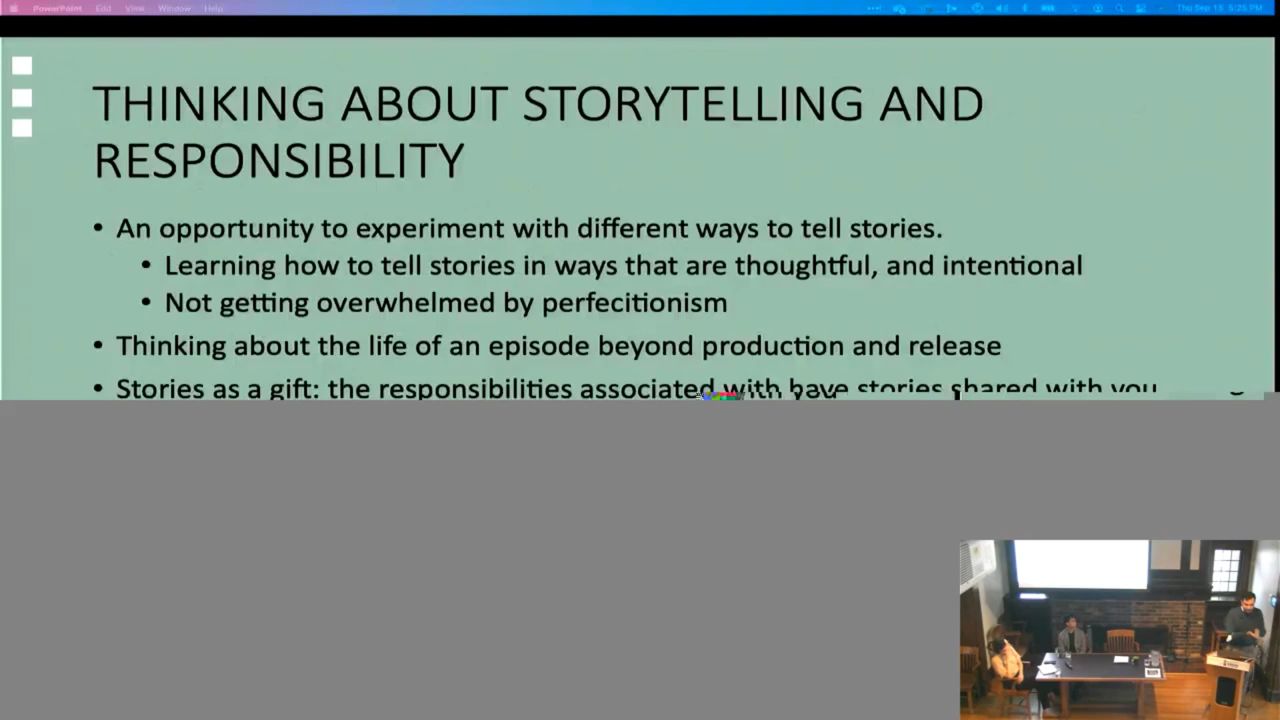 PowerPoint Edit View Window Help Thu Sep 15 5:25 PM
THINKING ABOUT STORYTELLING AND
RESPONSIBILITY
• An opportunity to experiment with different ways to tell stories.
• Learning how to tell stories in ways that are thoughtful, and intentional
• Not getting overwhelmed by perfecitionism
• Thinking about the life of an episode beyond production and release
• Stories as a gift: the responsibilities associated with have stories shared with you